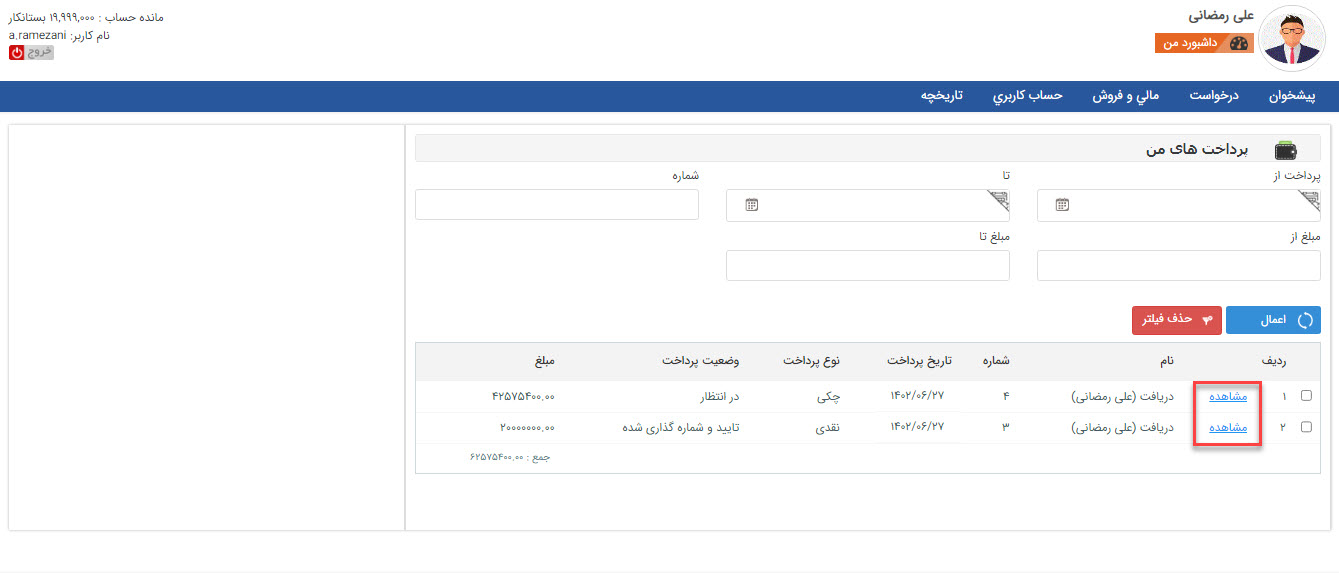 علی رمضانی
داشبورد من
مانده حساب : ۱۹,۹۹۹,۰۰۰ بستانکار
نام کاربر: a.ramezani
خروج
پیشخوان درخواست مالي و فروش حساب كاربري تاریخچه
پرداخت های من
پرداخت از تا شماره
مبلغ از مبلغ تا
اعمال حذف فیلتر
ردیف نام شماره تاریخ پرداخت نوع پرداخت وضعیت پرداخت مبلغ
۱ مشاهده دریافت (علی رمضانی) ۴ ۱۴۰۲/۰۶/۲۷ چکی در انتظار ۴۲۵۷۵۴۰۰.۰۰
۲ مشاهده دریافت (علی رمضانی) ۳ ۱۴۰۲/۰۶/۲۷ نقدی تایید و شماره گذاری شده ۲۰۰۰۰۰۰۰.۰۰
جمع : ۶۲۵۷۵۴۰۰.۰۰